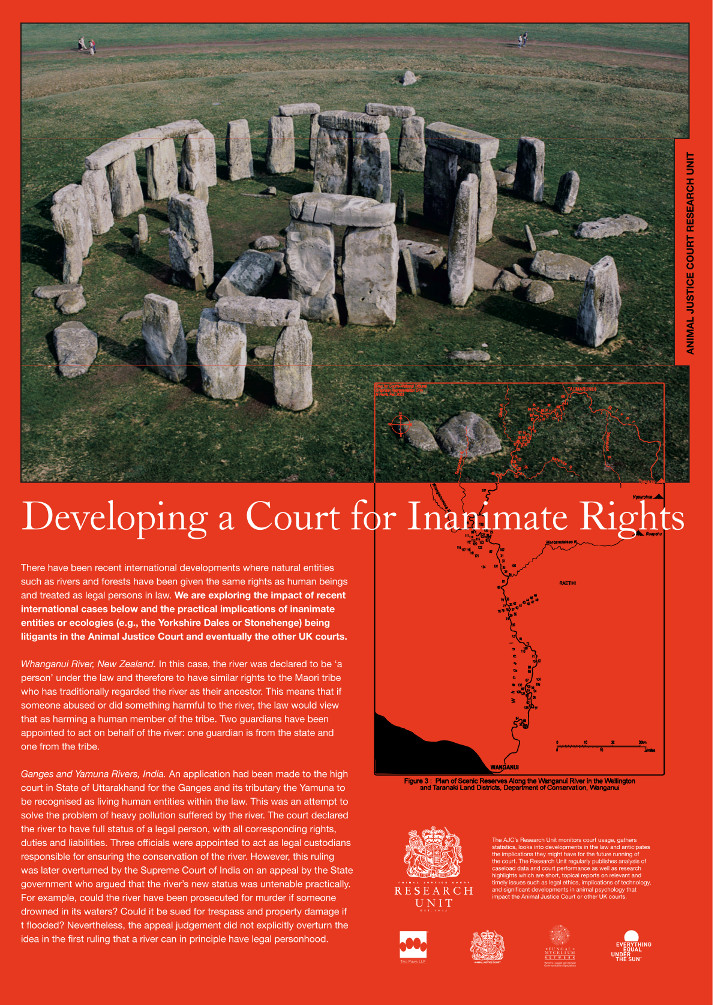 ANIMAL JUSTICE COURT RESEARCH UNIT
Developing a Court for Inanimate Rights
There have been recent international developments where natural entities
such as rivers and forests have been given the same rights as human beings
and treated as legal persons in law. We are exploring the impact of recent
international cases below and the practical implications of inanimate
entities or ecologies (e.g., the Yorkshire Dales or Stonehenge) being
litigants in the Animal Justice Court and eventually the other UK courts.
Whanganui River, New Zealand. In this case, the river was declared to be ‘a
person’ under the law and therefore to have similar rights to the Maori tribe
who has traditionally regarded the river as their ancestor. This means that if
someone abused or did something harmful to the river, the law would view
that as harming a human member of the tribe. Two guardians have been
appointed to act on behalf of the river: one guardian is from the state and
one from the tribe.
Ganges and Yamuna Rivers, India. An application had been made to the high
court in State of Uttarakhand for the Ganges and its tributary the Yamuna to
be recognised as living human entities within the law. This was an attempt to
solve the problem of heavy pollution suffered by the river. The court declared
the river to have full status of a legal person, with all corresponding rights,
duties and liabilities. Three officials were appointed to act as legal custodians
responsible for ensuring the conservation of the river. However, this ruling
was later overturned by the Supreme Court of India on an appeal by the State
government who argued that the river’s new status was untenable practically.
For example, could the river have been prosecuted for murder if someone
drowned in its waters? Could it be sued for trespass and property damage if
t flooded? Nevertheless, the appeal judgement did not explicitly overturn the
idea in the first ruling that a river can in principle have legal personhood.
RAETIHI
WANGANUI
Figure 3 Plan of Scenic Reserves Along the Wanganui River in the Wellington
and Taranaki Land Districts, Department of Conservation, Wanganui
ANIMAL JUSTICE COURT
RESEARCH
UNIT
The AJC’s Research Unit monitors court usage, gathers
statistics, looks into developments in the law and anticipates
the implications they might have for the future running of
the court. The Research Unit regularly publishes analysis of
caseload data and court performance as well as research
highlights which are short, topical reports on relevant and
timely issues such as legal ethics, implications of technology,
and significant developments in animal psychology that
impact the Animal Justice Court or other UK courts.
EVERYTHING
EQUAL
UNDER
THE SUN